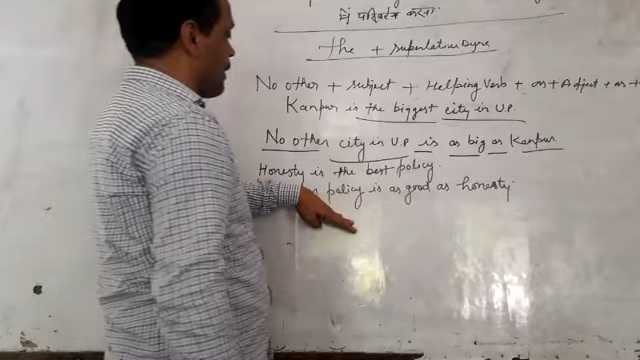 में परिवर्तन करना
the + superlative Dgree
No other + subject + Helping Verb + as + Adject + as +
Kanpur is the biggest city in U.P.
No other city in U.P is as big as Kanpur
Honesty is the best policy.
policy is as good as honesty.